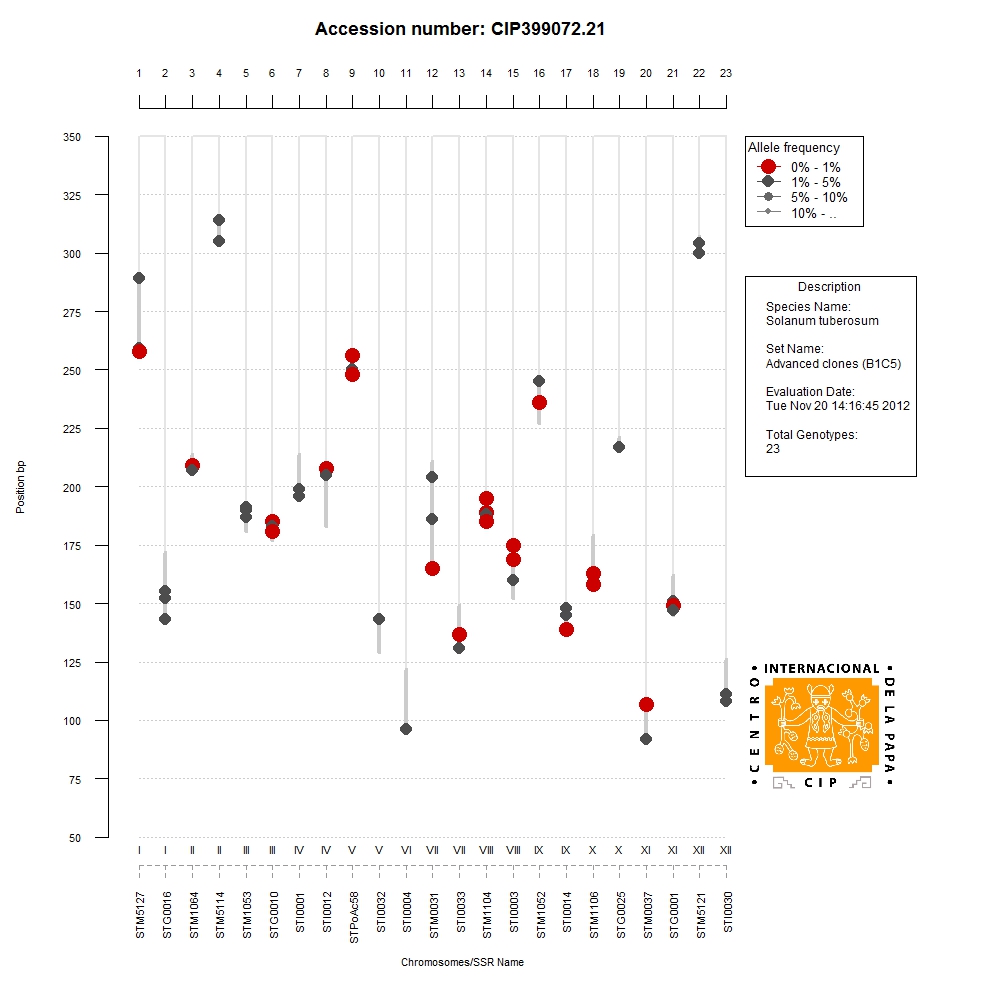 Accession number: CIP399072.21
1 2 3 4 5 6 7 8 9 10 11 12 13 14 15 16 17 18 19 20 21 22 23
350
325
300
275
250
225
200
175
150
125
100
75
50
Position bp
Allele frequency
0% - 1%
1% - 5%
5% - 10%
10% - ..
Description
Species Name:
Solanum tuberosum
Set Name:
Advanced clones (B1C5)
Evaluation Date:
Tue Nov 20 14:16:45 2012
Total Genotypes:
23
• INTERNACIONAL •
CENTRO
DE LA PAPA
• CIP •
I I II II III III IV IV V V VI VII VII VIII VIII IX IX X X XI XI XII XII
STM5127
STG0016
STM1064
STM5114
STM1053
STG0010
STI0001
STI0012
STPoAc58
STI0032
STI0004
STM0031
STI0033
STM1104
STI0003
STM1052
STI0014
STM1106
STG0025
STM0037
STG0001
STM5121
STI0030
Chromosomes/SSR Name